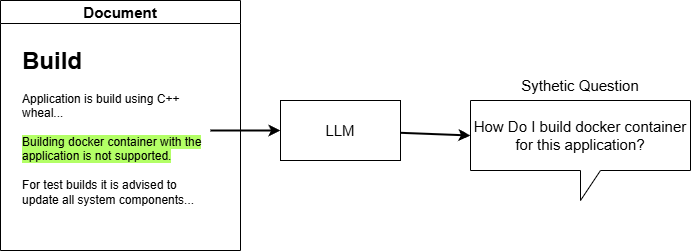 Document
Build
Application is build using C++
wheal...
Building docker container with the
application is not supported.
For test builds it is advised to
update all system components...
LLM
Sythetic Question
How Do I build docker container
for this application?